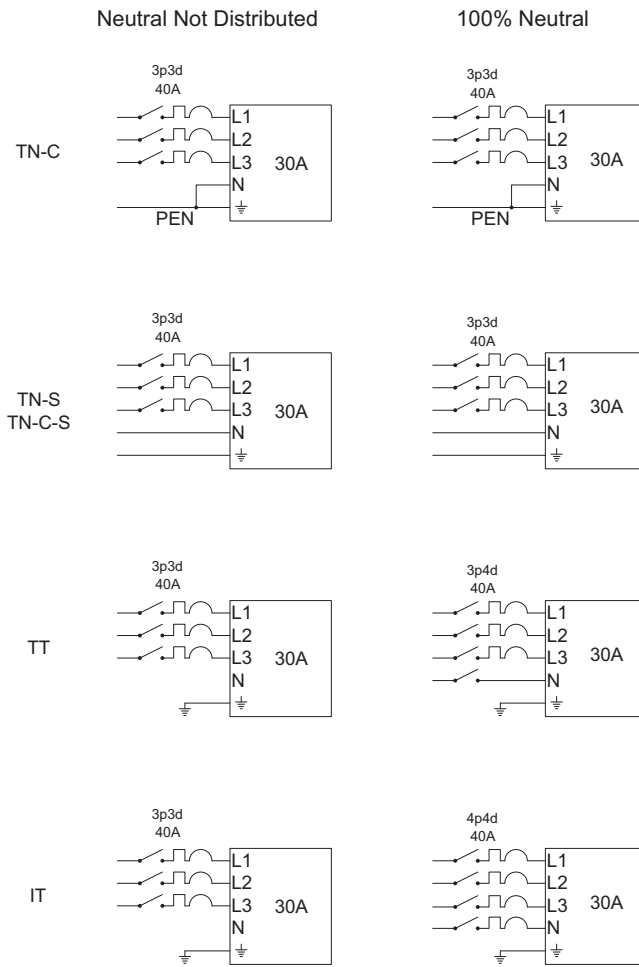 Neutral Not Distributed 100% Neutral
3p3d 3p3d
40A 40A
L1 L1
L2 L2
TN-C L3 30A L3 30A
N N
PEN PEN
3p3d 3p3d
40A 40A
L1 L1
L2 L2
TN-S L3 30A L3 30A
TN-C-S
N N
3p3d 3p4d
40A 40A
L1 L1
L2 L2
TT L3 30A L3 30A
N N
3p3d 4p4d
40A 40A
L1 L1
L2 L2
IT L3 30A L3 30A
N N